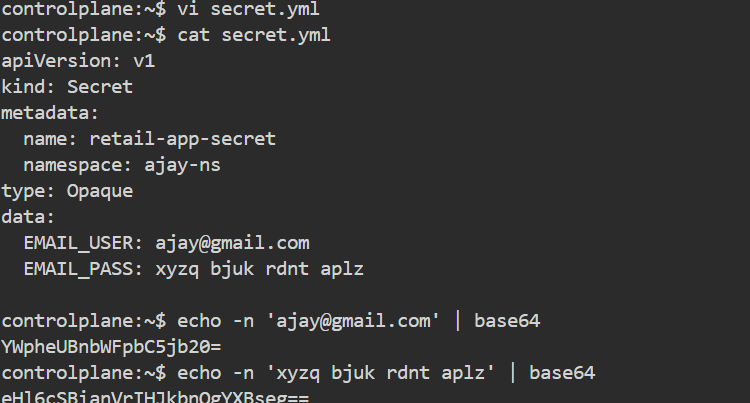 controlplane:~$ vi secret.yml
controlplane:~$ cat secret.yml
apiVersion: v1
kind: Secret
metadata:
  name: retail-app-secret
  namespace: ajay-ns
type: Opaque
data:
  EMAIL_USER: ajay@gmail.com
  EMAIL_PASS: xyzq bjuk rdnt aplz
controlplane:~$ echo -n 'ajay@gmail.com' | base64
YWpheUBnbWFpbC5jb20=
controlplane:~$ echo -n 'xyzq bjuk rdnt aplz' | base64
eHl6cSBianVrIHJkbnQgYXBseg==